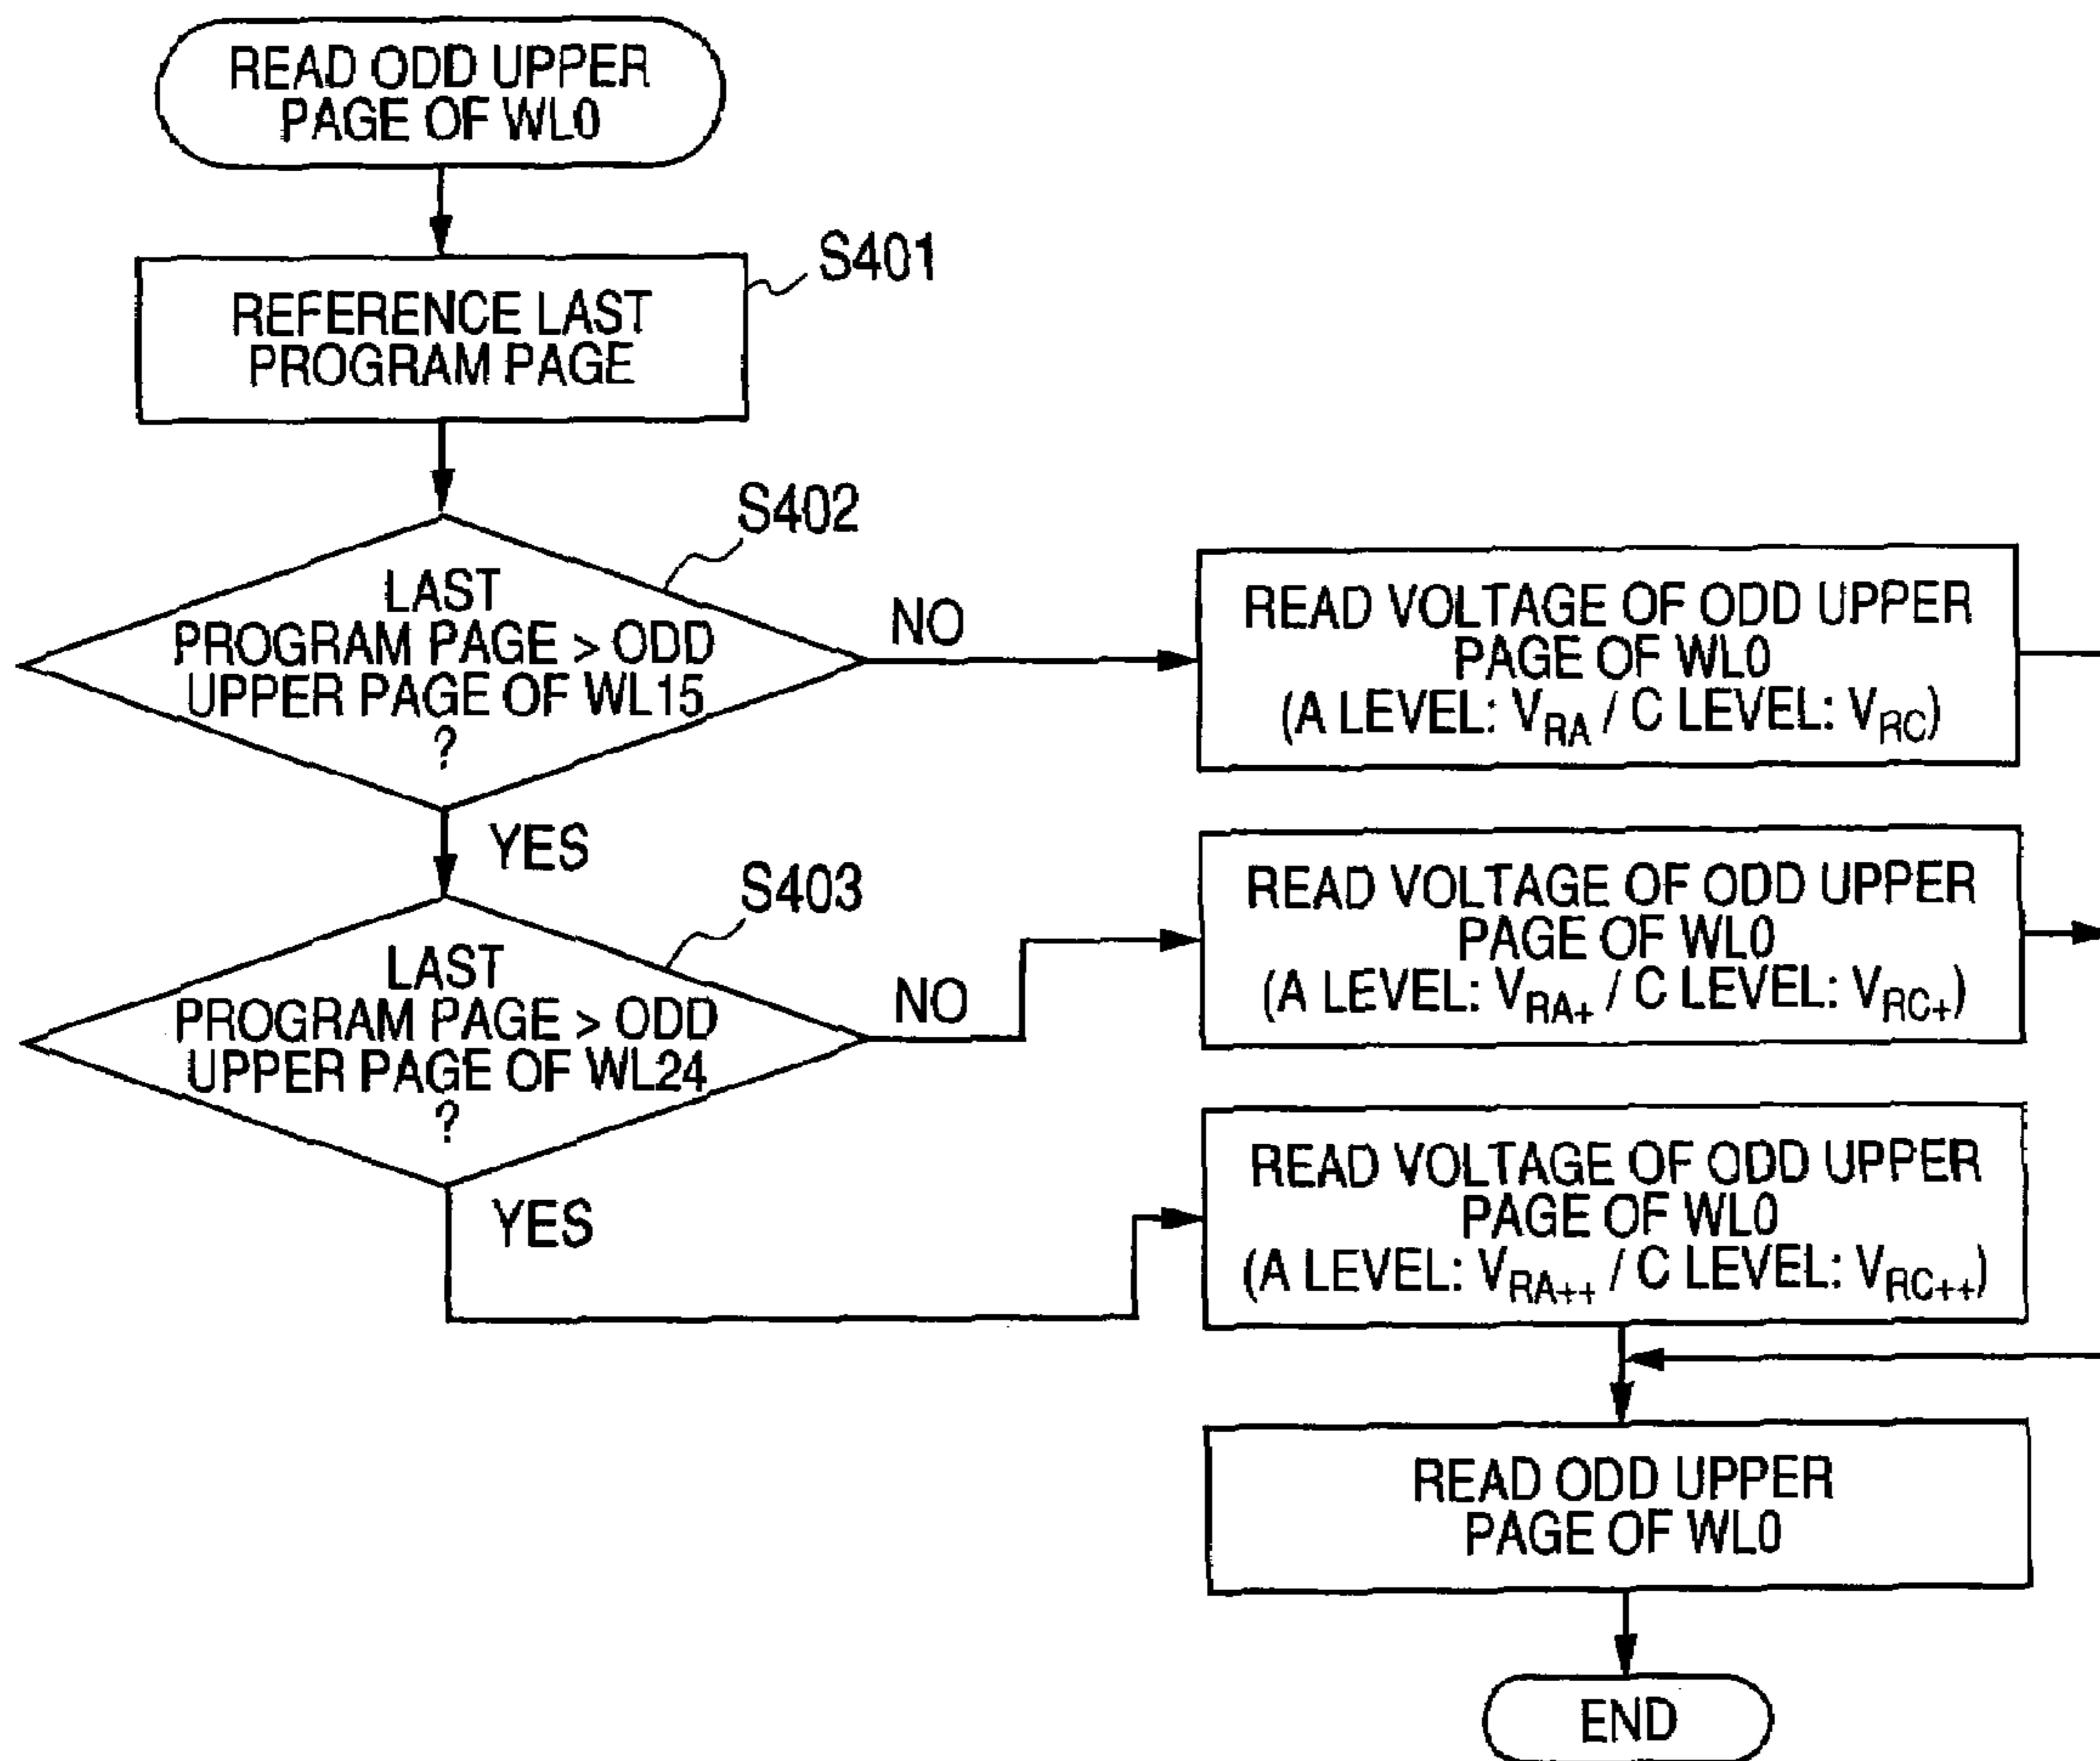 READ ODD UPPER
PAGE OF WL0
S401
REFERENCE LAST
PROGRAM PAGE
S402
LAST
PROGRAM PAGE > ODD
UPPER PAGE OF WL15
?
NO
READ VOLTAGE OF ODD UPPER
PAGE OF WL0
(A LEVEL: VRA / C LEVEL: VRC)
YES
S403
LAST
PROGRAM PAGE > ODD
UPPER PAGE OF WL24
?
NO
READ VOLTAGE OF ODD UPPER
PAGE OF WL0
(A LEVEL: VRA+ / C LEVEL: VRC+)
YES
READ VOLTAGE OF ODD UPPER
PAGE OF WL0
(A LEVEL: VRA++ / C LEVEL: VRC++)
READ ODD UPPER
PAGE OF WL0
END